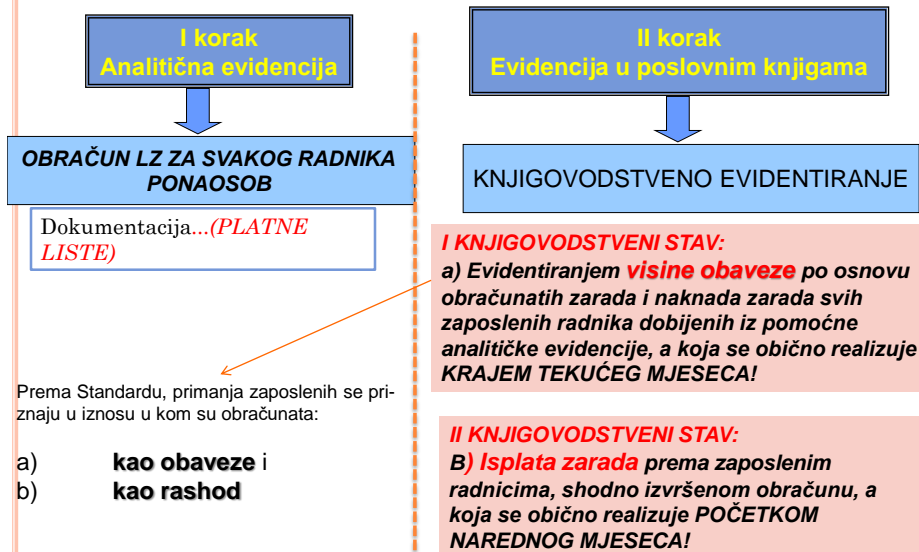 I korak
Analitična evidencija
OBRAČUN LZ ZA SVAKOG RADNIKA
PONAOSOB
Dokumentacija...(PLATNE
LISTE)
Prema Standardu, primanja zaposlenih se pri-
znaju u iznosu u kom su obračunata:
a) kao obaveze i
b) kao rashod
II korak
Evidencija u poslovnim knjigama
KNJIGOVODSTVENO EVIDENTIRANJE
I KNJIGOVODSTVENI STAV:
a) Evidentiranjem visine obaveze po osnovu
obračunatih zarada i naknada zarada svih
zaposlenih radnika dobijenih iz pomoćne
analitičke evidencije, a koja se obično realizuje
KRAJEM TEKUĆEG MJESECA!
II KNJIGOVODSTVENI STAV:
B) Isplata zarada prema zaposlenim
radnicima, shodno izvršenom obračunu, a
koja se obično realizuje POČETKOM
NAREDNOG MJESECA!